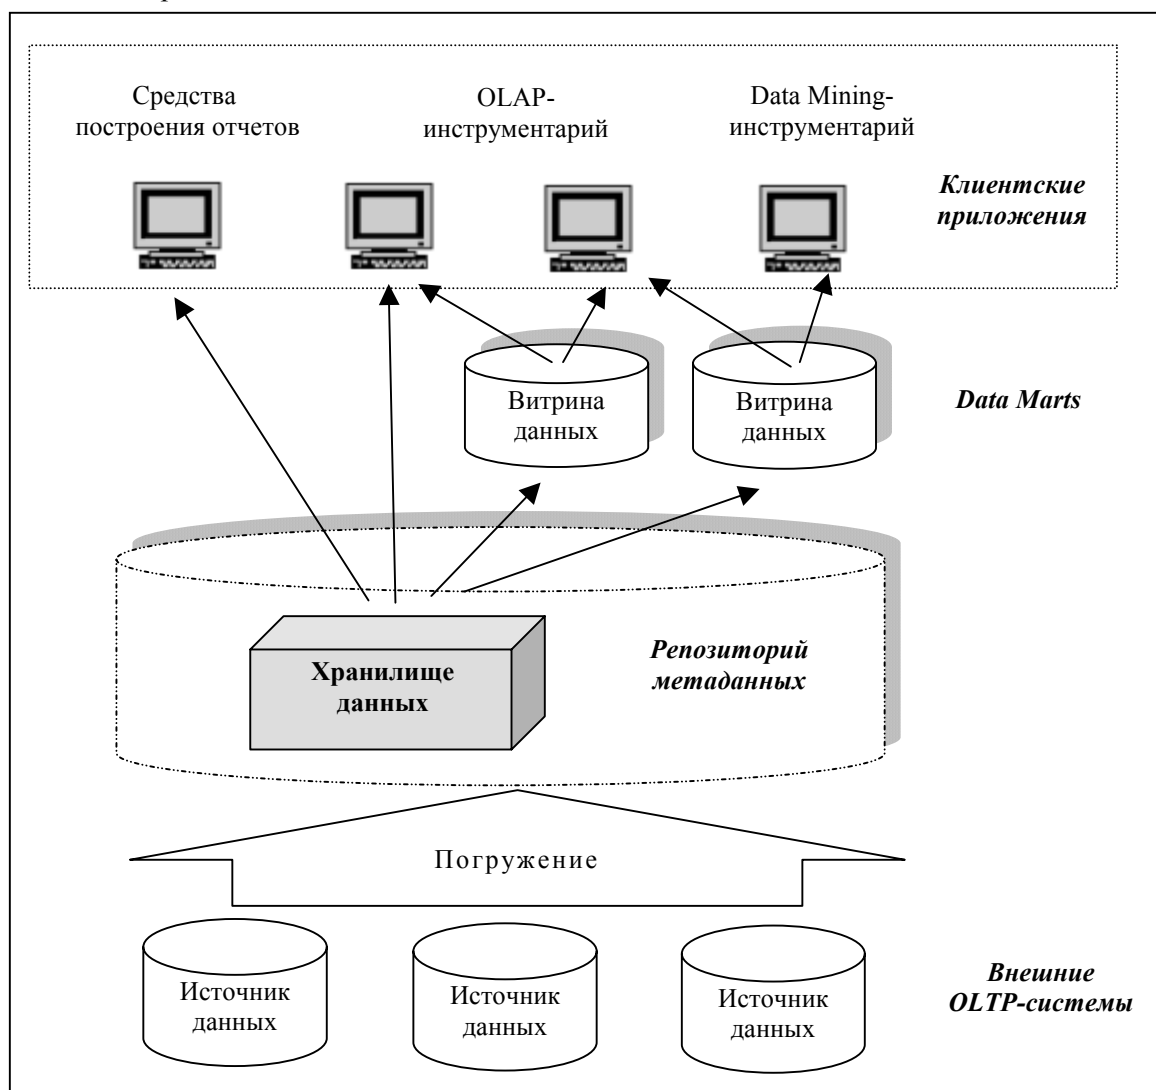 Средства
построения отчетов
OLAP-
инструментарий
Data Mining-
инструментарий
Клиентские
приложения
Витрина
данных
Витрина
данных
Data Marts
Хранилище
данных
Репозиторий
метаданных
Погружение
Источник
данных
Источник
данных
Источник
данных
Внешние
OLTP-системы